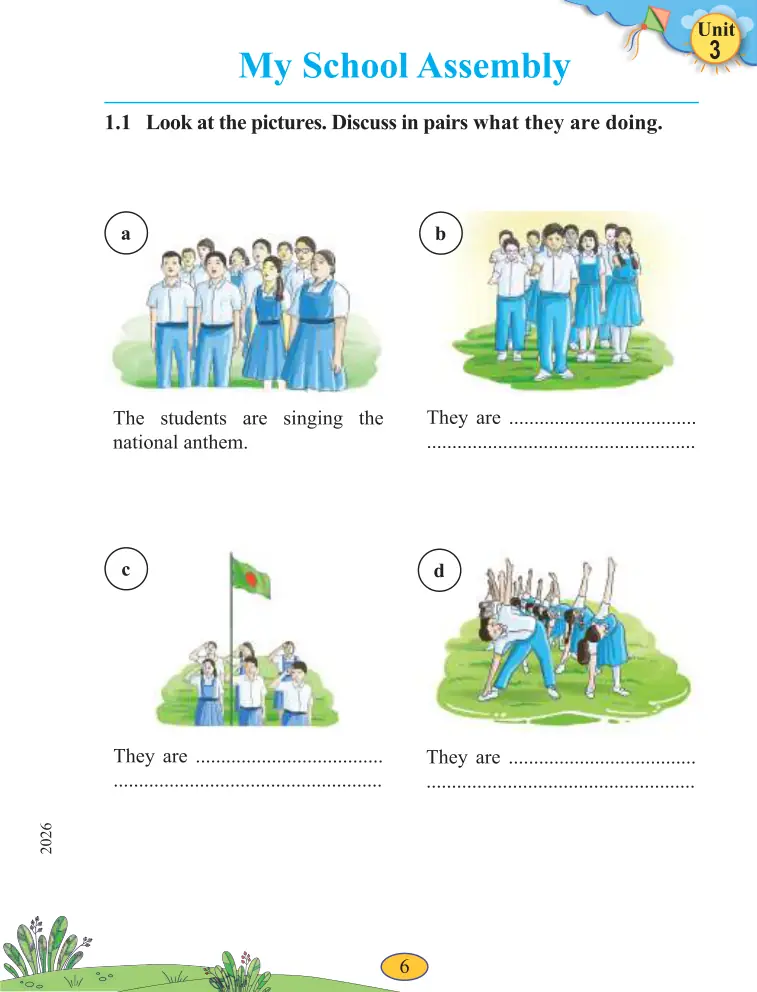 Unit
3
My School Assembly
1.1 Look at the pictures. Discuss in pairs what they are doing.
a
b
The students are singing the
national anthem.
They are .....................................
.....................................................
c
d
They are .....................................
.....................................................
They are .....................................
.....................................................
2026
6